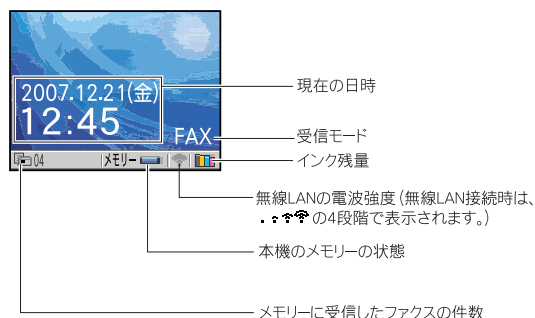 2007.12.21(金)
12:45
FAX
04
メモリー
現在の日時
受信モード
インク残量
無線LANの電波強度(無線LAN接続時は、
の4段階で表示されます。)
本機のメモリーの状態
メモリーに受信したファクスの件数